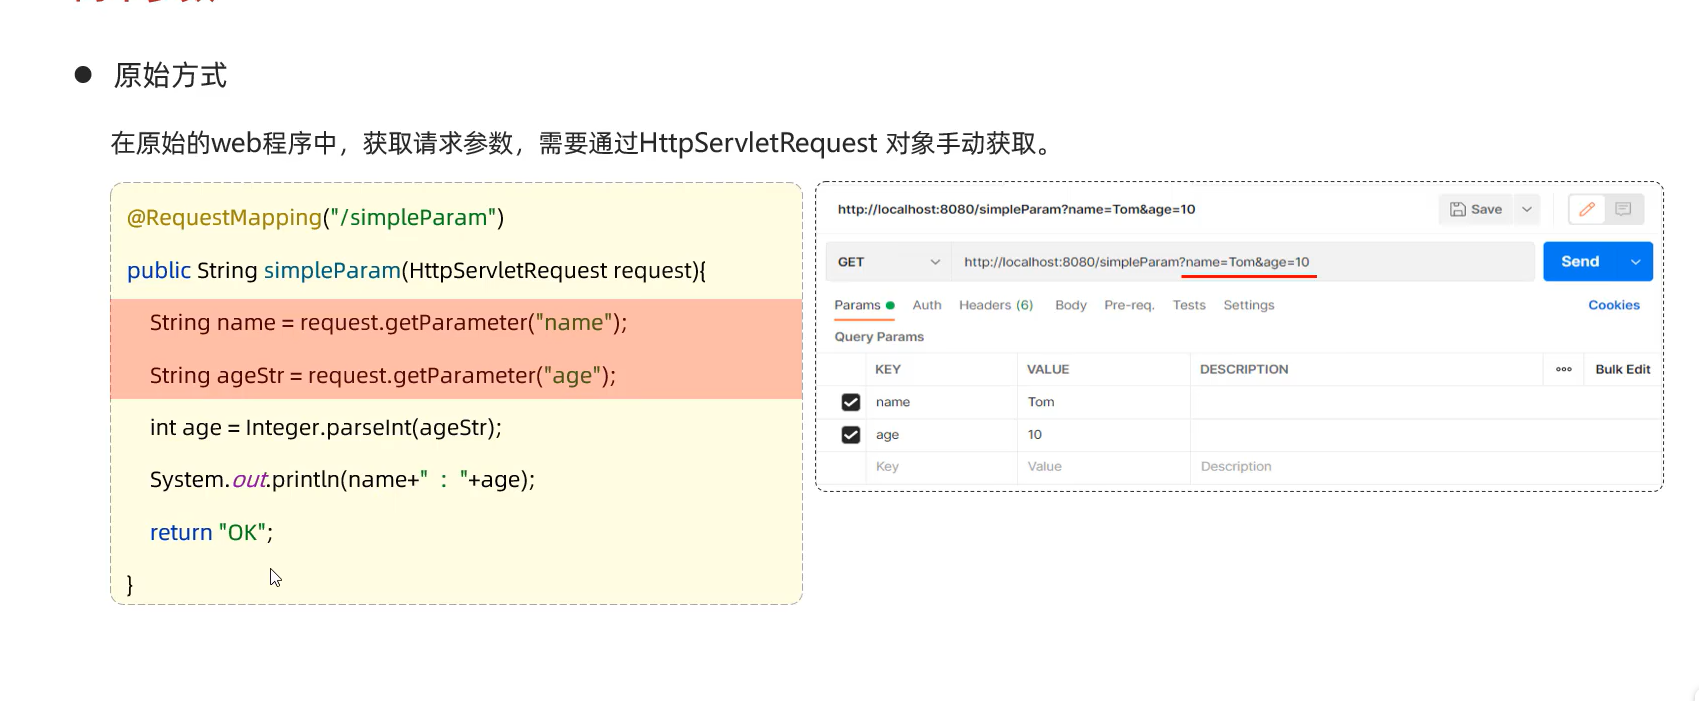 原始方式
在原始的web程序中，获取请求参数，需要通过HttpServletRequest 对象手动获取。
@RequestMapping("/simpleParam")
public String simpleParam(HttpServletRequest request){
String name = request.getParameter("name");
String ageStr = request.getParameter("age");
int age = Integer.parseInt(ageStr);
System.out.println(name+" : "+age);
return "OK";
}
http://localhost:8080/simpleParam?name=Tom&age=10 Save
GET http://localhost:8080/simpleParam?name=Tom&age=10 Send
Params Auth Headers (6) Body Pre-req. Tests Settings Cookies
Query Params
KEY VALUE DESCRIPTION ooo Bulk Edit
name Tom
age 10
Key Value Description